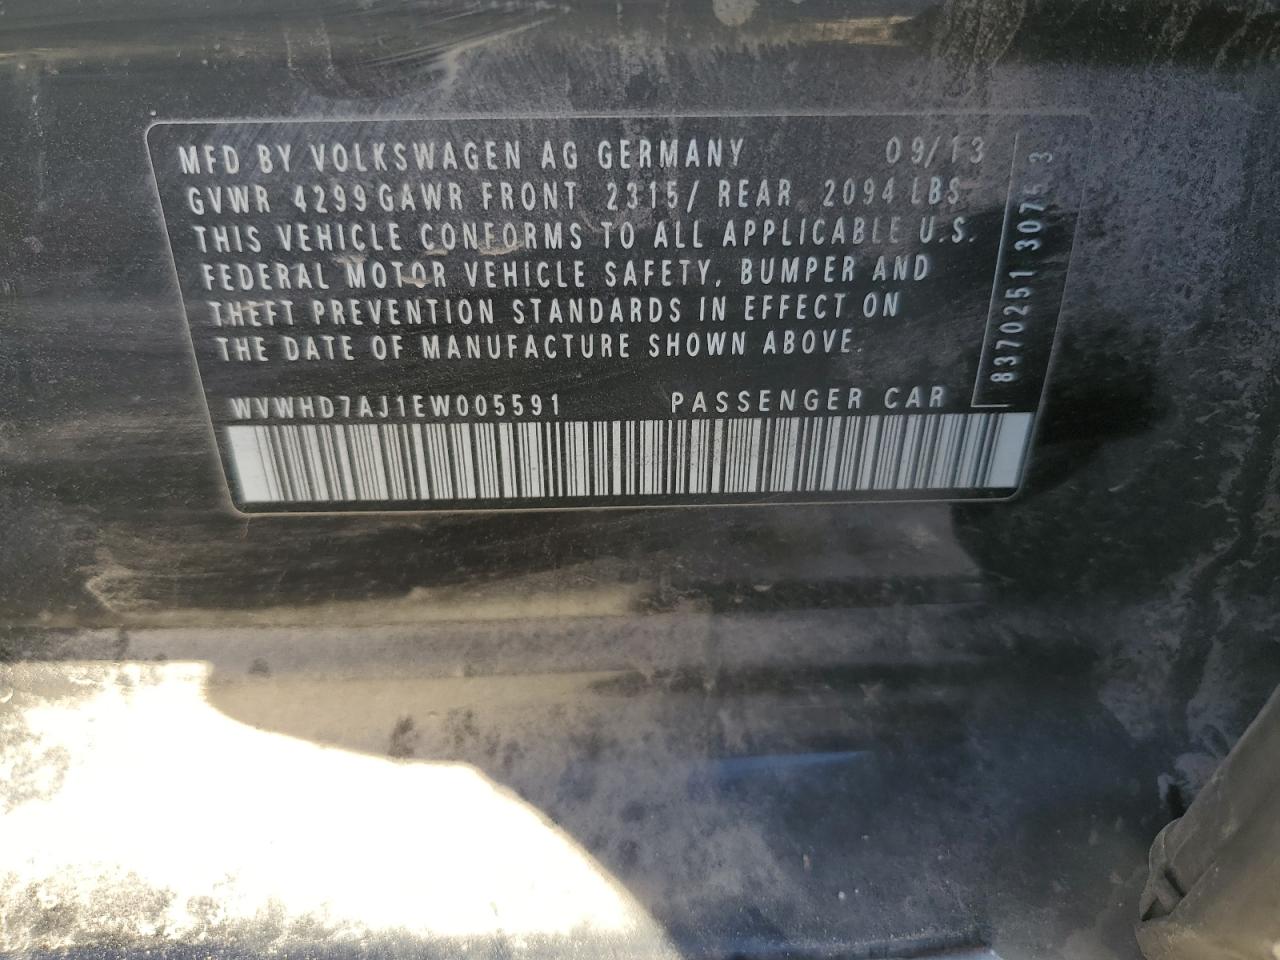 MFD BY VOLKSWAGEN AG GERMANY 09/13
GVWR 4299 GAWR FRONT 2315/ REAR 2094 LBS
THIS VEHICLE CONFORMS TO ALL APPLICABLE U.S.
FEDERAL MOTOR VEHICLE SAFETY, BUMPER AND
THEFT PREVENTION STANDARDS IN EFFECT ON
THE DATE OF MANUFACTURE SHOWN ABOVE.
WVWHD7AJ1EW005591 PASSENGER CAR
8370251 3075 3